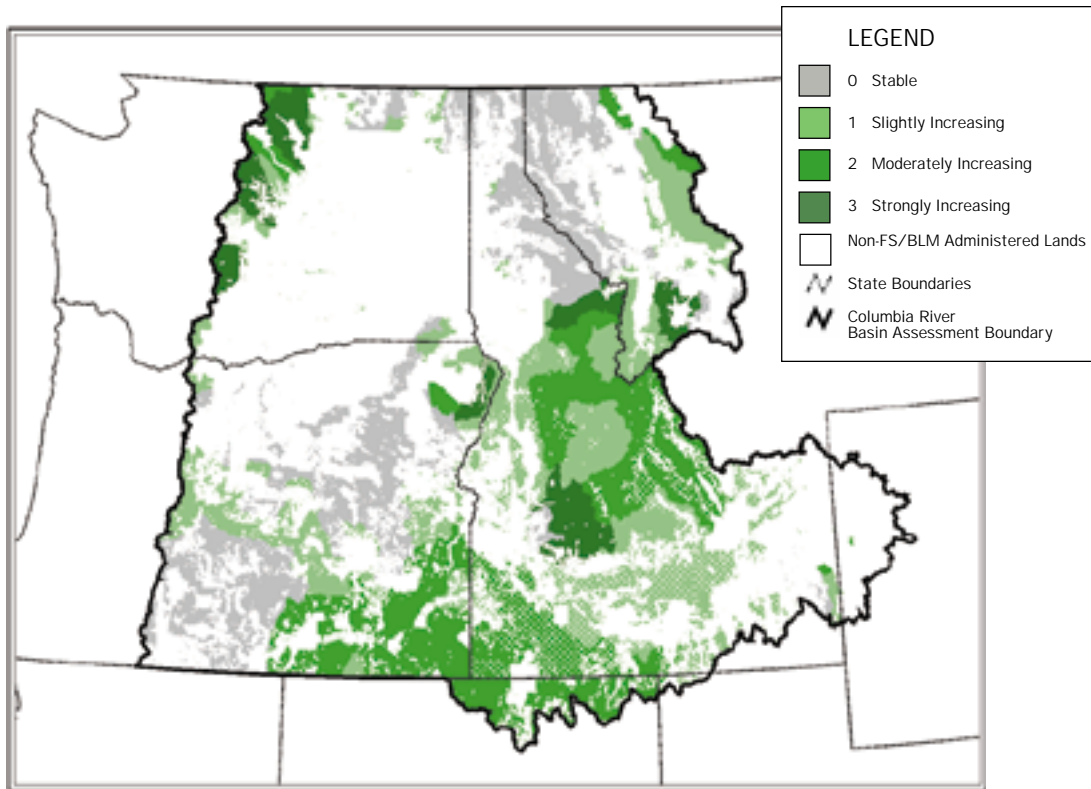 LEGEND
0 Stable
1 Slightly Increasing
2 Moderately Increasing
3 Strongly Increasing
Non-FS/BLM Administered Lands
State Boundaries
Columbia River
Basin Assessment Boundary